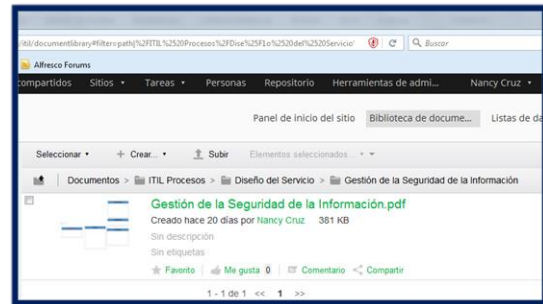 /itil/documentlibrary#filter=path|%2FITIL%2520Procesos%2FDise%25F1o%2520del%2520Servicio'
Buscar
Alfresco Forums
ompartidos Sitios Tareas Personas Repositorio Herramientas de admi... Nancy Cruz
Panel de inicio del sitio Biblioteca de docume... Listas de da
Seleccionar + Crear... Subir Elementos seleccionados...
Documentos > ITIL Procesos > Diseño del Servicio > Gestión de la Seguridad de la Información
Gestión de la Seguridad de la Información.pdf
Creado hace 20 días por Nancy Cruz 381 KB
Sin descripción
Sin etiquetas
Favorito Me gusta 0 Comentario Compartir
1 - 1 de 1 << 1 >>